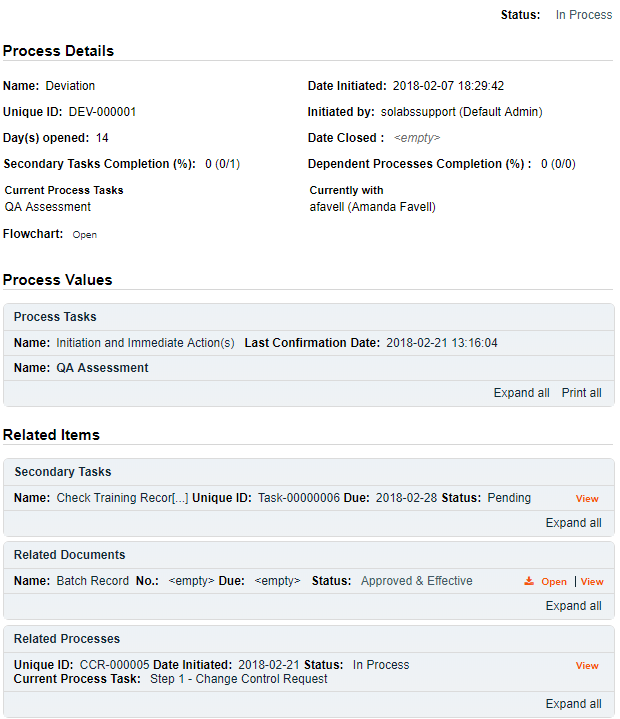 Status: In Process
Process Details
Name: Deviation Date Initiated: 2018-02-07 18:29:42
Unique ID: DEV-000001 Initiated by: solabssupport (Default Admin)
Day(s) opened: 14 Date Closed : <empty>
Secondary Tasks Completion (%): 0 (0/1) Dependent Processes Completion (%) : 0 (0/0)
Current Process Tasks Currently with
QA Assessment afavell (Amanda Favell)
Flowchart: Open
Process Values
Process Tasks
Name: Initiation and Immediate Action(s) Last Confirmation Date: 2018-02-21 13:16:04
Name: QA Assessment
Expand all Print all
Related Items
Secondary Tasks
Name: Check Training Recor[...] Unique ID: Task-00000006 Due: 2018-02-28 Status: Pending View
Expand all
Related Documents
Name: Batch Record No.: <empty> Due: <empty> Status: Approved & Effective Open | View
Expand all
Related Processes
Unique ID: CCR-000005 Date Initiated: 2018-02-21 Status: In Process View
Current Process Task: Step 1 - Change Control Request
Expand all